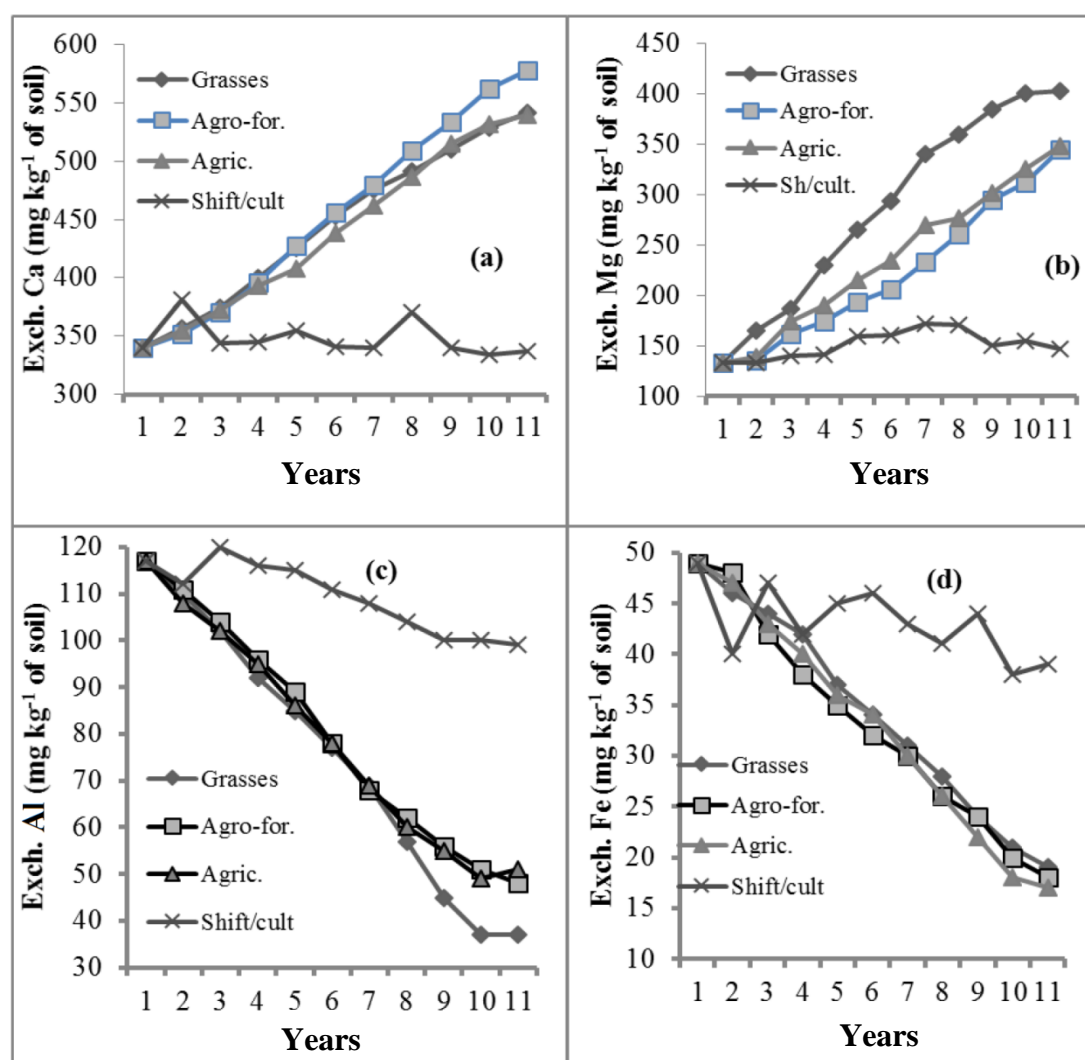 Exch. Ca (mg kg⁻¹ of soil)
600
550
500
450
400
350
300
Grasses
Agro-for.
Agric.
Shift/cult
(a)
1 2 3 4 5 6 7 8 9 10 11
Years
Exch. Mg (mg kg⁻¹ of soil)
450
400
350
300
250
200
150
100
Grasses
Agro-for.
Agric.
Sh/cult.
(b)
1 2 3 4 5 6 7 8 9 10 11
Years
Exch. Al (mg kg⁻¹ of soil)
120
110
100
90
80
70
60
50
40
30
(c)
Grasses
Agro-for.
Agric.
Shift/cult
1 2 3 4 5 6 7 8 9 10 11
Years
Exch. Fe (mg kg⁻¹ of soil)
50
45
40
35
30
25
20
15
10
(d)
Grasses
Agro-for.
Agric.
Shift/cult
1 2 3 4 5 6 7 8 9 10 11
Years